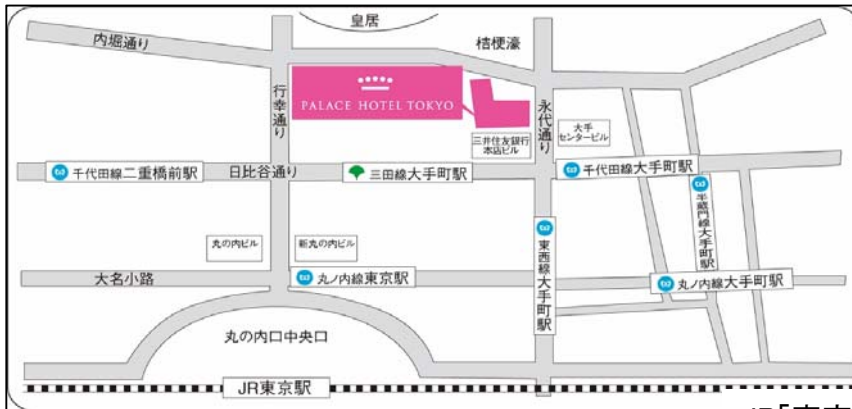 皇居
内堀通り
桔梗濠
行幸通り
PALACE HOTEL TOKYO
永代通り
三井住友銀行
本店ビル
大手
センタービル
千代田線二重橋前駅
日比谷通り
三田線大手町駅
千代田線大手町駅
半蔵門線大手町駅
丸の内ビル
新丸の内ビル
東西線大手町駅
大名小路
丸ノ内線東京駅
丸ノ内線大手町駅
丸の内口中央口
JR東京駅